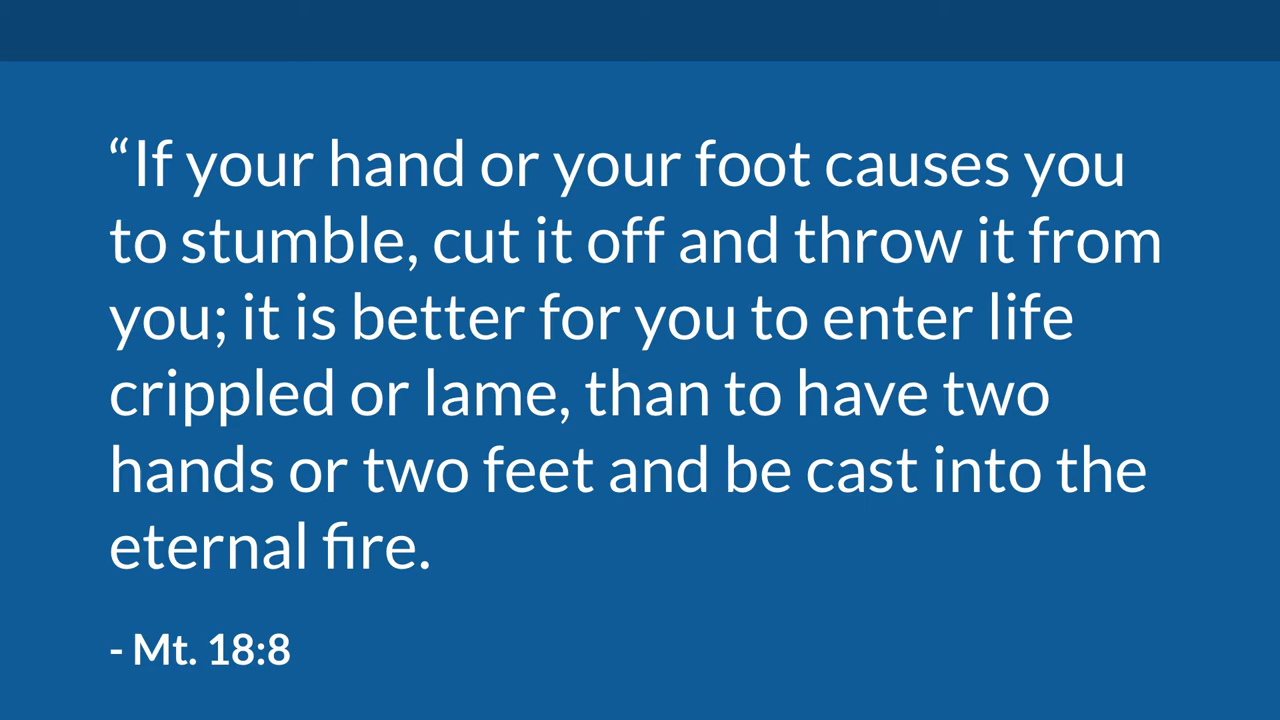 “If your hand or your foot causes you
to stumble, cut it off and throw it from
you; it is better for you to enter life
crippled or lame, than to have two
hands or two feet and be cast into the
eternal fire.
- Mt. 18:8